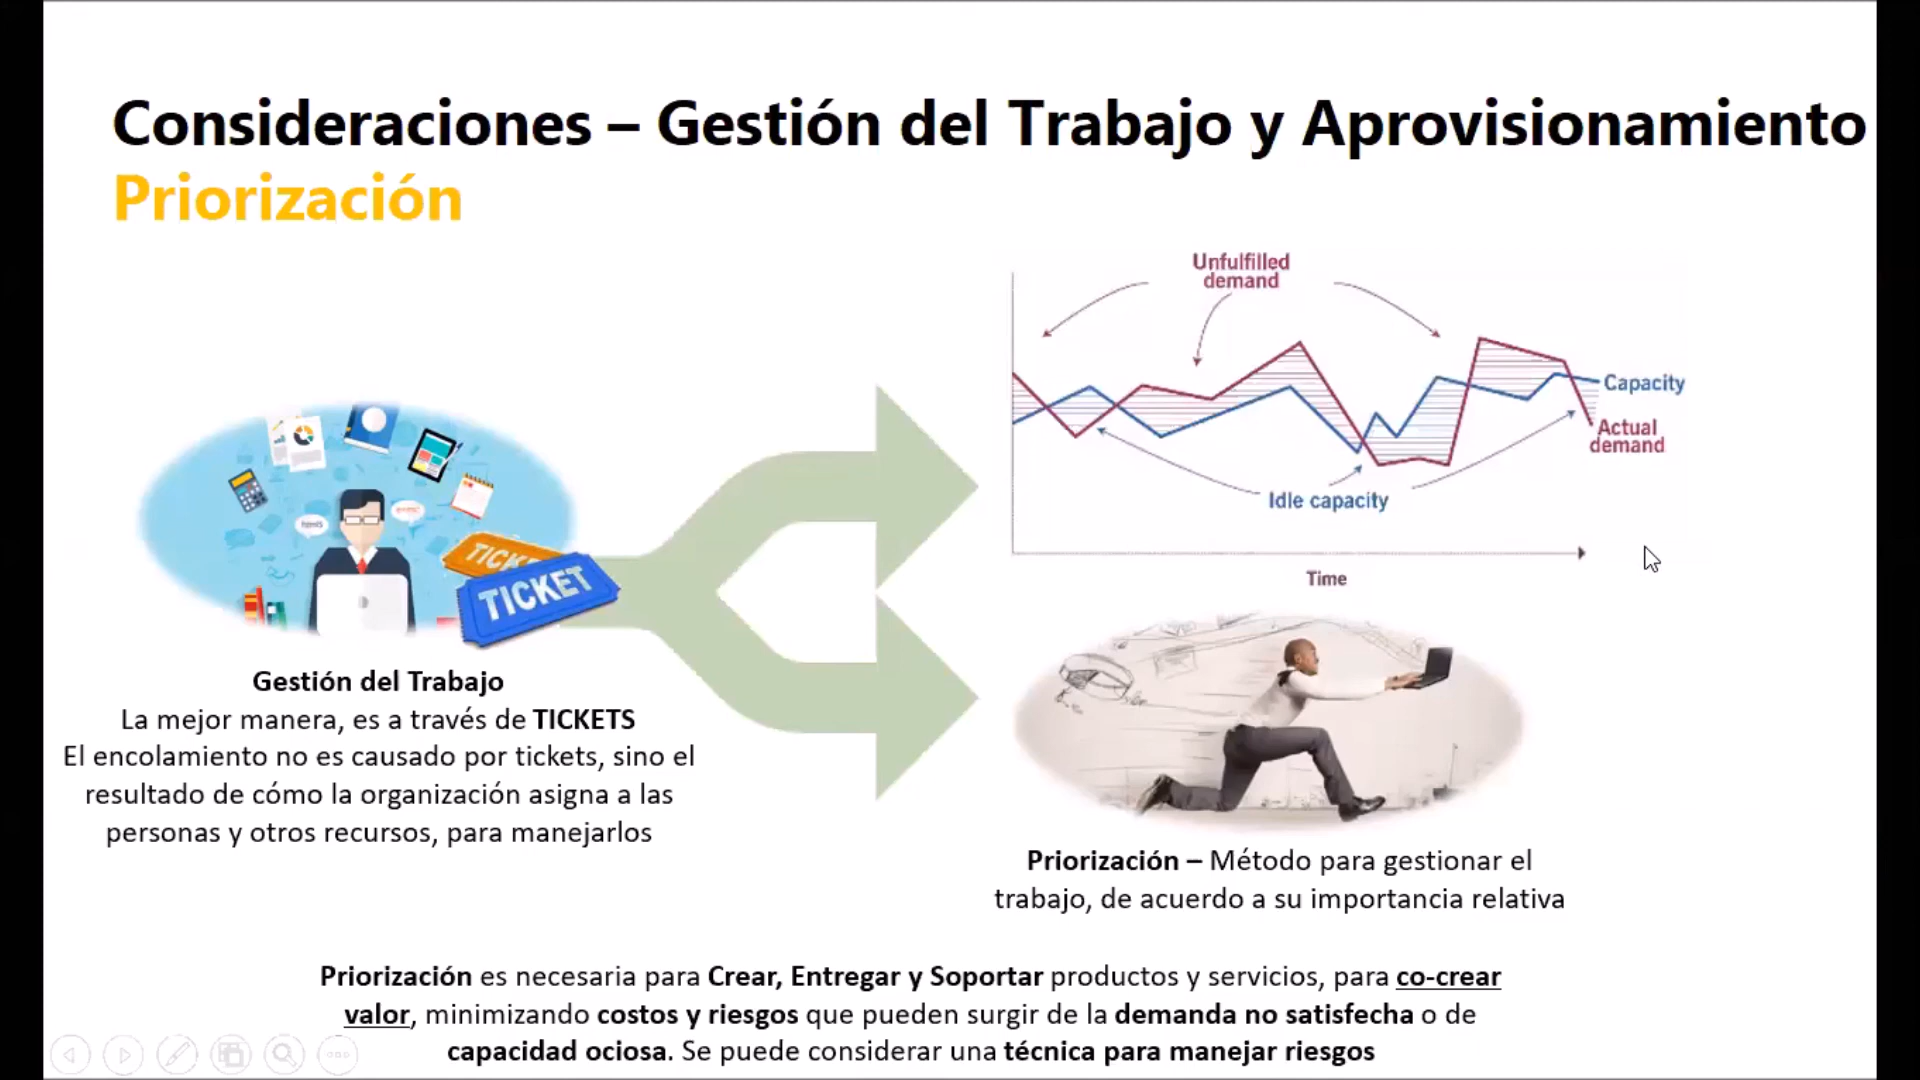 Consideraciones – Gestión del Trabajo y Aprovisionamiento
Priorización
TICKET
Gestión del Trabajo
La mejor manera, es a través de TICKETS
El encolamiento no es causado por tickets, sino el
resultado de cómo la organización asigna a las
personas y otros recursos, para manejarlos
Unfulfilled
demand
Capacity
Actual
demand
Idle capacity
Time
Priorización – Método para gestionar el
trabajo, de acuerdo a su importancia relativa
Priorización es necesaria para Crear, Entregar y Soportar productos y servicios, para co-crear
valor, minimizando costos y riesgos que pueden surgir de la demanda no satisfecha o de
capacidad ociosa. Se puede considerar una técnica para manejar riesgos